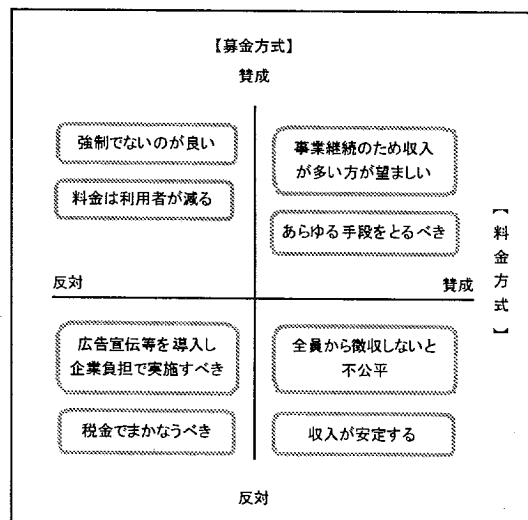 【募金方式】
賛成
強制でないのが良い
料金は利用者が減る
事業継続のため収入
が多い方が望ましい
あらゆる手段をとるべき
【料金方式】
反対
賛成
広告宣伝等を導入し
企業負担で実施すべき
税金でまかなうべき
全員から徴収しないと
不公平
収入が安定する
反対